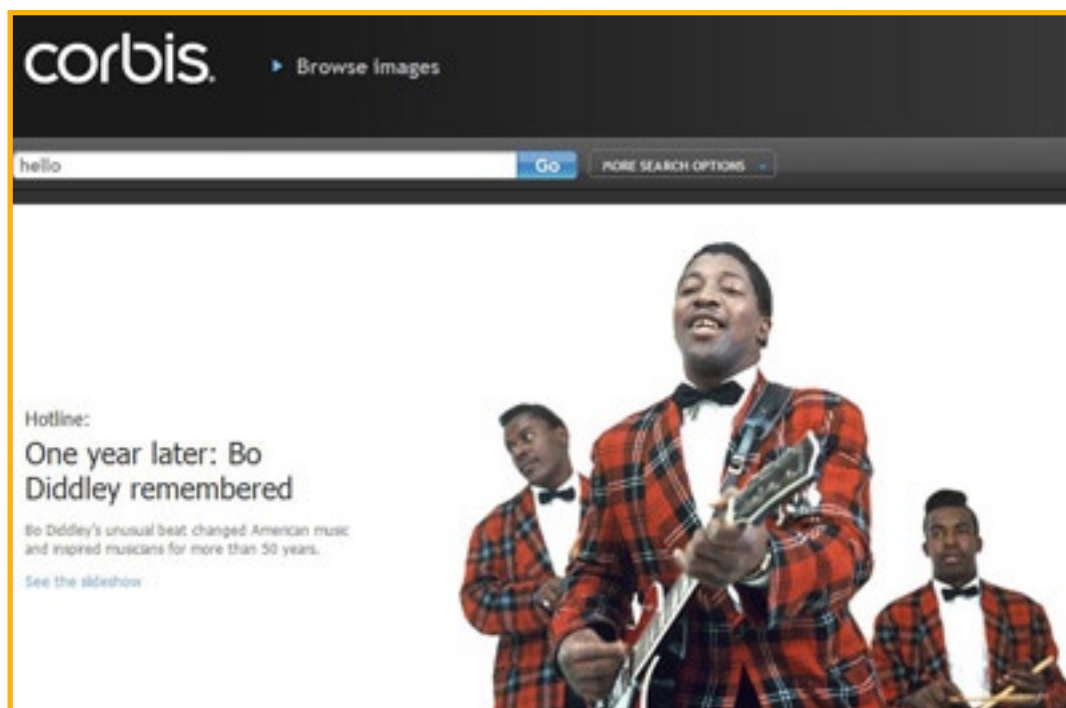 corbis.
Browse Images
hello
Go
MORE SEARCH OPTIONS
Hotline:
One year later: Bo
Diddley remembered
Bo Diddley's unusual beat changed American music
and inspired musicians for more than 50 years.
See the slideshow